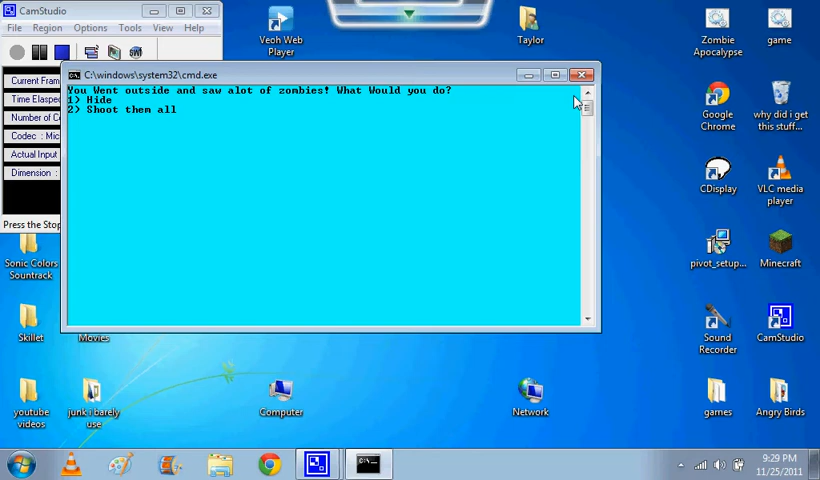 CamStudio
File Region Options Tools View Help
Current Fram
Time Elaspe
Number of C
Codec : Mic
Actual Input
Dimension :
Press the Stop
C:\windows\system32\cmd.exe
You Went outside and saw alot of zombies! What Would you do?
1) Hide
2) Shoot them all
Veoh Web
Player
Taylor
Zombie
Apocalypse
game
Google
Chrome
why did i get
this stuff...
CDisplay
VLC media
player
Sonic Colors
Sountrack
pivot_setup...
Minecraft
Skillet
Movies
Sound
Recorder
CamStudio
youtube
videos
junk i barely
use
Computer
Network
games
Angry Birds
9:29 PM
11/25/2011